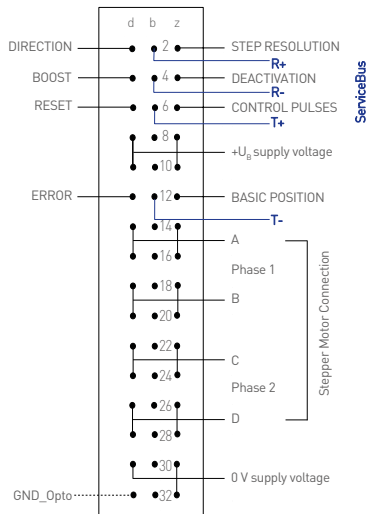 d b z
DIRECTION 2 STEP RESOLUTION
R+
BOOST 4 DEACTIVATION
R-
RESET 6 CONTROL PULSES
T+
ServiceBus
8
+UB supply voltage
10
ERROR 12 BASIC POSITION
T-
14
A
16
Phase 1
18
B
20
22
C
24
Phase 2
26
D
28
Stepper Motor Connection
30
0 V supply voltage
GND_Opto 32